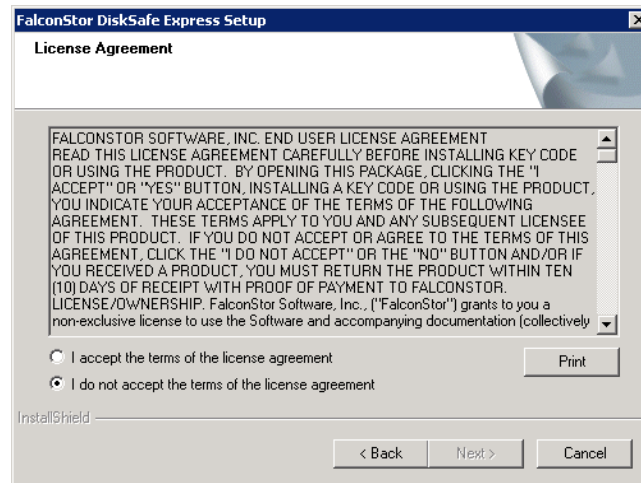 FalconStor DiskSafe Express Setup
License Agreement
FALCONSTOR SOFTWARE, INC. END USER LICENSE AGREEMENT
READ THIS LICENSE AGREEMENT CAREFULLY BEFORE INSTALLING KEY CODE
OR USING THE PRODUCT.  BY OPENING THIS PACKAGE, CLICKING THE "I
ACCEPT" OR "YES" BUTTON, INSTALLING A KEY CODE OR USING THE PRODUCT,
YOU INDICATE YOUR ACCEPTANCE OF THE TERMS OF THE FOLLOWING
AGREEMENT.  THESE TERMS APPLY TO YOU AND ANY SUBSEQUENT LICENSEE
OF THIS PRODUCT.  IF YOU DO NOT ACCEPT OR AGREE TO THE TERMS OF THIS
AGREEMENT, CLICK THE "I DO NOT ACCEPT" OR THE "NO" BUTTON AND/OR IF
YOU RECEIVED A PRODUCT, YOU MUST RETURN THE PRODUCT WITHIN TEN
(10) DAYS OF RECEIPT WITH PROOF OF PAYMENT TO FALCONSTOR.
LICENSE/OWNERSHIP. FalconStor Software, Inc., ("FalconStor") grants to you a
non-exclusive license to use the Software and accompanying documentation (collectively
I accept the terms of the license agreement
Print
I do not accept the terms of the license agreement
InstallShield
< Back
Next >
Cancel